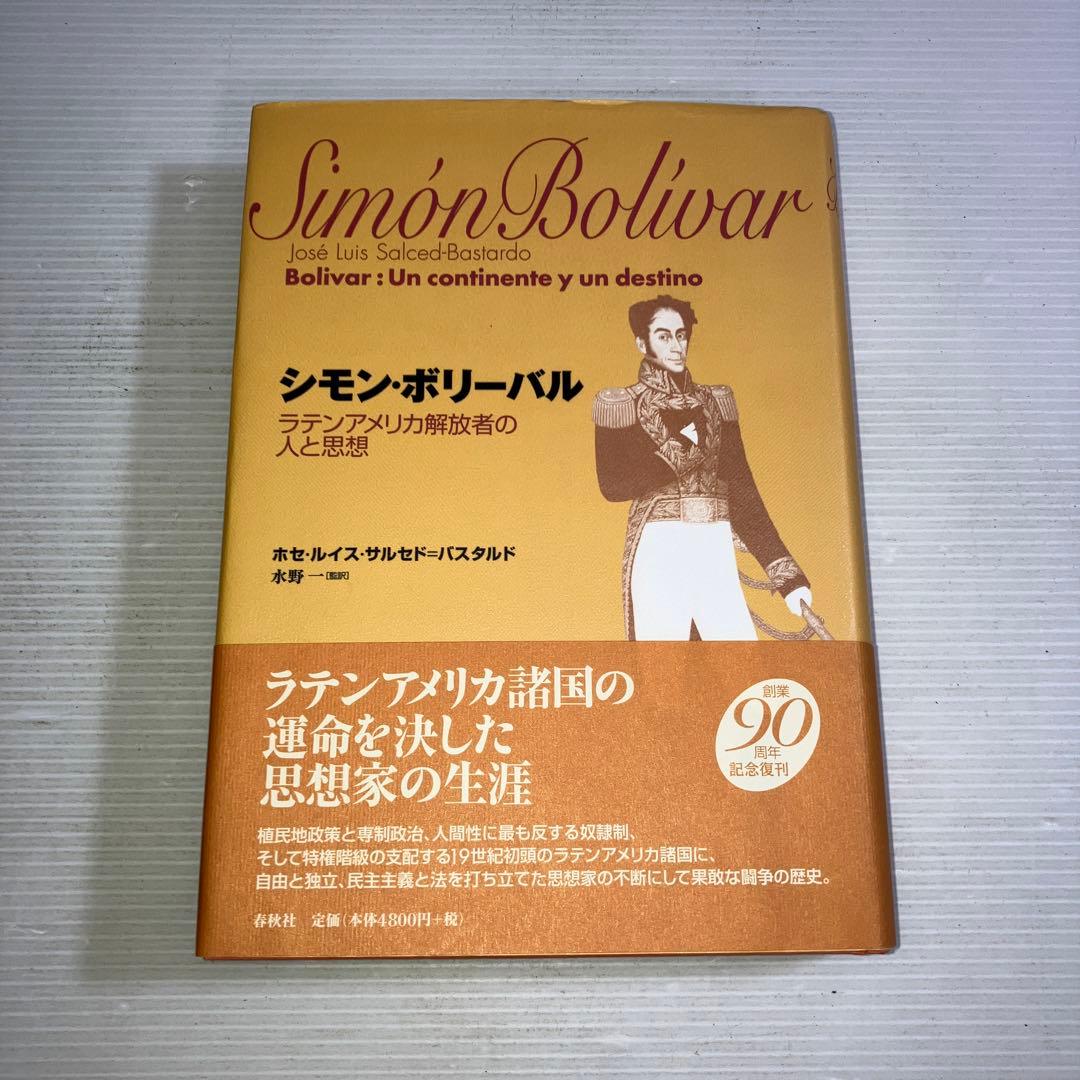 Simón Bolívar
José Luis Salced-Bastardo
Bolivar : Un continente y un destino
シモン・ボリーバル
ラテンアメリカ解放者の
人と思想
ホセ・ルイス・サルセド=バスタルド
水野 一[監訳]
ラテンアメリカ諸国の
運命を決した
思想家の生涯
創業
90
周年
記念復刊
植民地政策と専制政治、人間性に最も反する奴隷制、
そして特権階級の支配する19世紀初頭のラテンアメリカ諸国に、
自由と独立、民主主義と法を打ち立てた思想家の不断にして果敢な闘争の歴史。
春秋社 定価(本体4800円+税)